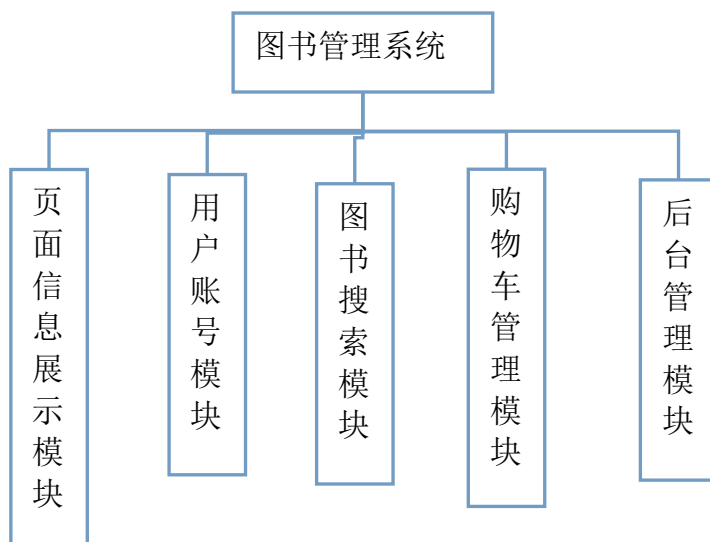 图书管理系统
页面信息展示模块
用户账号模块
图书搜索模块
购物车管理模块
后台管理模块